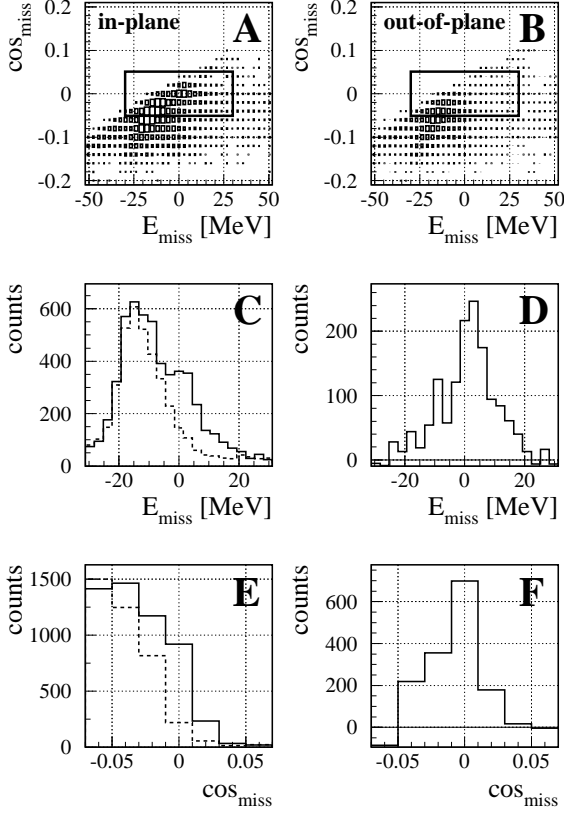 cos_miss
0.2
0.1
0
-0.1
-0.2
in-plane
A
-50
-25
0
25
50
E_miss [MeV]
cos_miss
0.2
0.1
0
-0.1
-0.2
out-of-plane
B
-50
-25
0
25
50
E_miss [MeV]
counts
600
400
200
0
C
-20
0
20
E_miss [MeV]
counts
200
100
0
D
-20
0
20
E_miss [MeV]
counts
1500
1000
500
0
E
-0.05
0
0.05
cos_miss
counts
600
400
200
0
F
-0.05
0
0.05
cos_miss